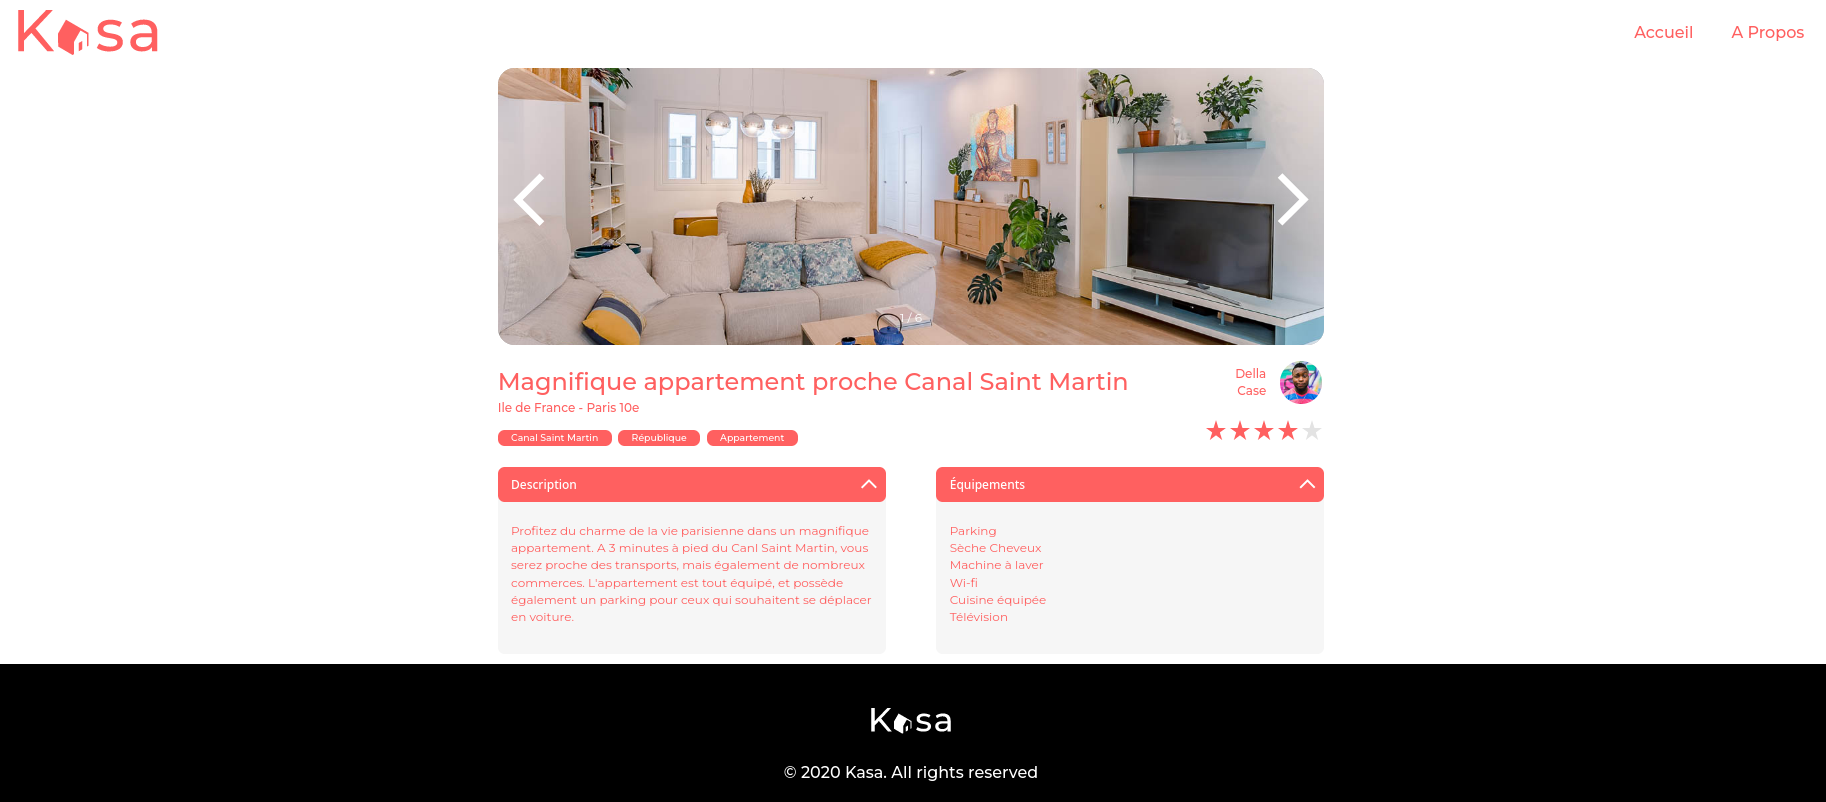 Kasa
Accueil
A Propos
1 / 6
Magnifique appartement proche Canal Saint Martin
Ile de France - Paris 10e
Della
Case
Canal Saint Martin
République
Appartement
Description
Profitez du charme de la vie parisienne dans un magnifique
appartement. A 3 minutes à pied du Canl Saint Martin, vous
serez proche des transports, mais également de nombreux
commerces. L'appartement est tout équipé, et possède
également un parking pour ceux qui souhaitent se déplacer
en voiture.
Équipements
Parking
Sèche Cheveux
Machine à laver
Wi-fi
Cuisine équipée
Télévision
Kasa
© 2020 Kasa. All rights reserved